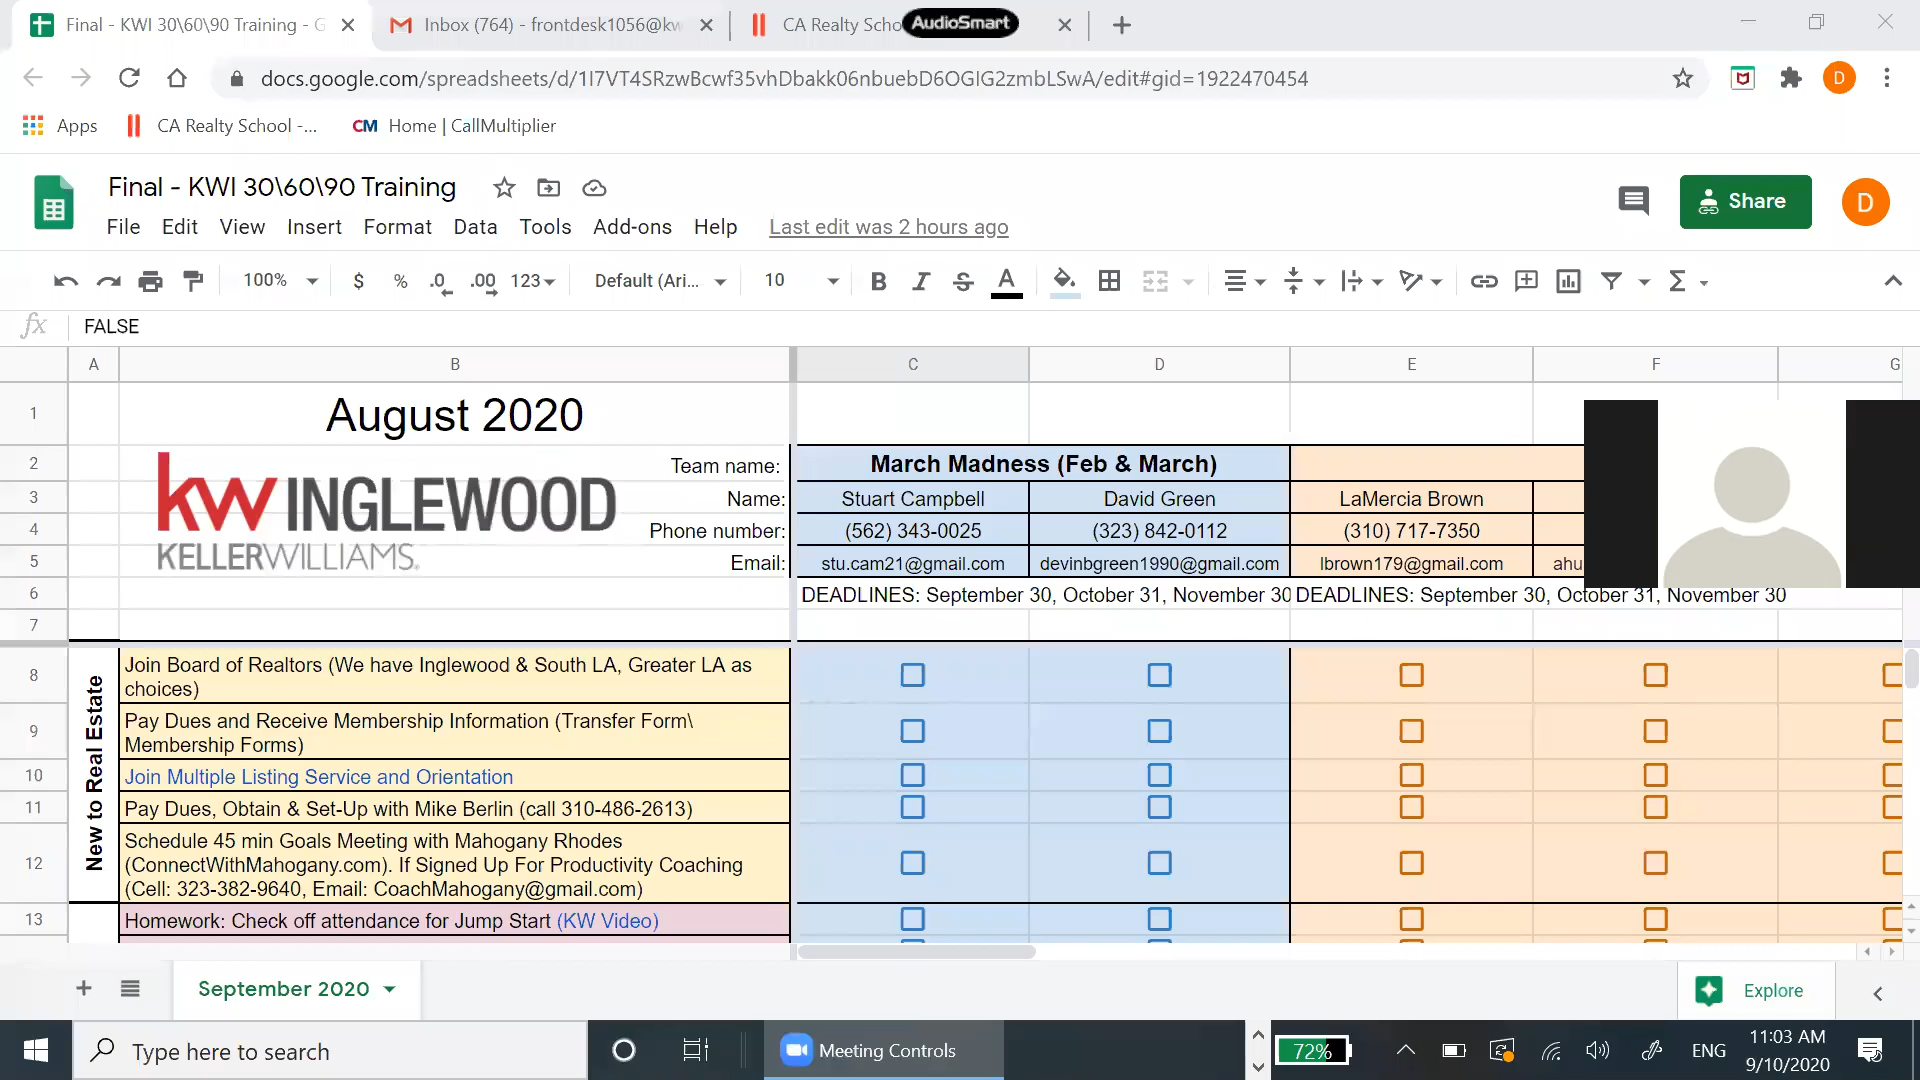 Final - KWI 30\60\90 Training - G
Inbox (764) - frontdesk1056@kw
CA Realty Scho
AudioSmart
docs.google.com/spreadsheets/d/1I7VT4SRzwBcwf35vhDbakk06nbuebD6OGIG2zmbLSwA/edit#gid=1922470454
D
Apps
CA Realty School -...
CM Home | CallMultiplier
Final - KWI 30\60\90 Training
Share
D
File Edit View Insert Format Data Tools Add-ons Help Last edit was 2 hours ago
100% $ % .0 .00 123 Default (Ari... 10 B I S A
fx FALSE
A B C D E F G
1 August 2020
2 Team name: March Madness (Feb & March)
kw INGLEWOOD
KELLERWILLIAMS.
3 Name: Stuart Campbell David Green LaMercia Brown
4 Phone number: (562) 343-0025 (323) 842-0112 (310) 717-7350
5 Email: stu.cam21@gmail.com devinbgreen1990@gmail.com lbrown179@gmail.com ahu
6 DEADLINES: September 30, October 31, November 30 DEADLINES: September 30, October 31, November 30
7
New to Real Estate
8 Join Board of Realtors (We have Inglewood & South LA, Greater LA as
choices)
9 Pay Dues and Receive Membership Information (Transfer Form\
Membership Forms)
10 Join Multiple Listing Service and Orientation
11 Pay Dues, Obtain & Set-Up with Mike Berlin (call 310-486-2613)
12 Schedule 45 min Goals Meeting with Mahogany Rhodes
(ConnectWithMahogany.com). If Signed Up For Productivity Coaching
(Cell: 323-382-9640, Email: CoachMahogany@gmail.com)
13 Homework: Check off attendance for Jump Start (KW Video)
September 2020
Explore
Type here to search
Meeting Controls
72%
ENG
11:03 AM
9/10/2020